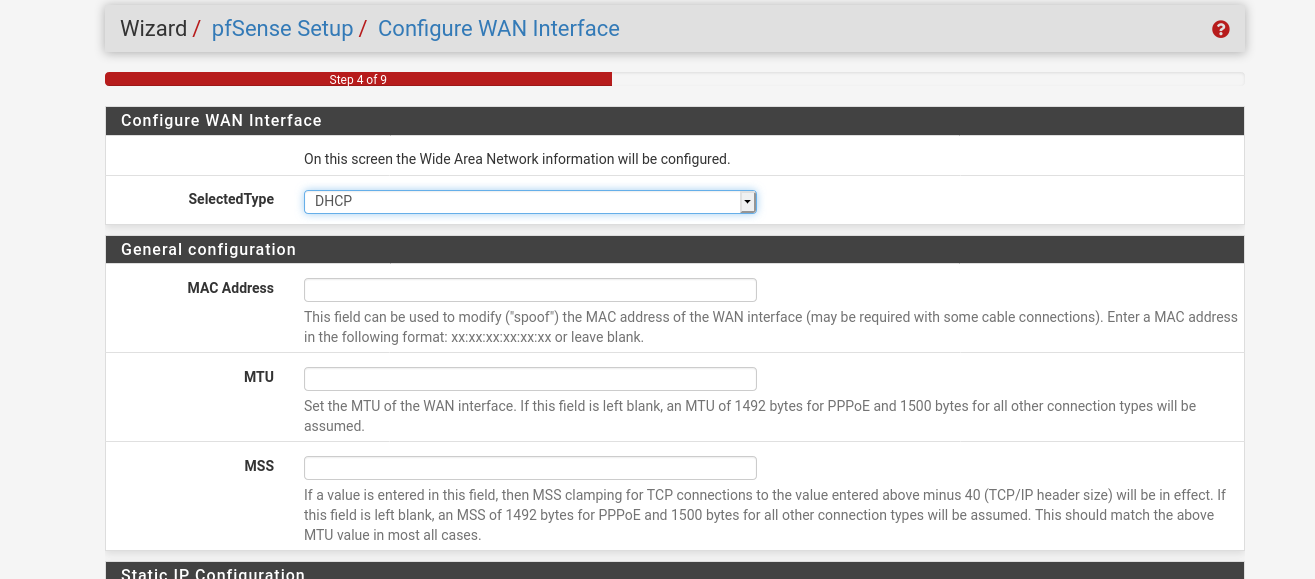 Wizard / pfSense Setup / Configure WAN Interface
Step 4 of 9
Configure WAN Interface
On this screen the Wide Area Network information will be configured.
SelectedType DHCP
General configuration
MAC Address
This field can be used to modify ("spoof") the MAC address of the WAN interface (may be required with some cable connections). Enter a MAC address
in the following format: xx:xx:xx:xx:xx:xx or leave blank.
MTU
Set the MTU of the WAN interface. If this field is left blank, an MTU of 1492 bytes for PPPoE and 1500 bytes for all other connection types will be
assumed.
MSS
If a value is entered in this field, then MSS clamping for TCP connections to the value entered above minus 40 (TCP/IP header size) will be in effect. If
this field is left blank, an MSS of 1492 bytes for PPPoE and 1500 bytes for all other connection types will be assumed. This should match the above
MTU value in most all cases.
Static IP Configuration